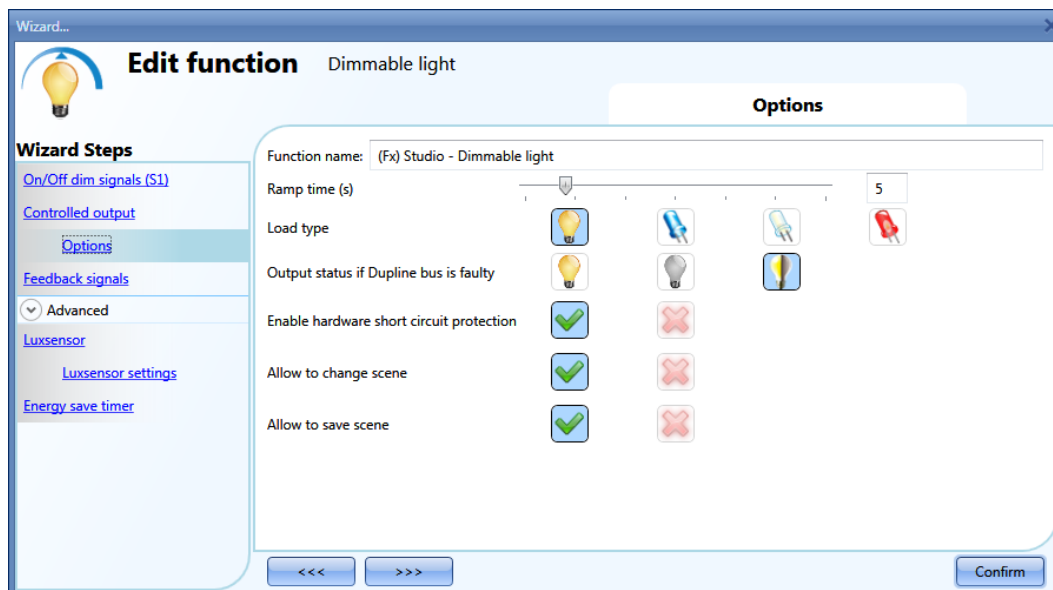 Wizard...
Edit function Dimmable light
Options
Wizard Steps
On/Off dim signals (S1)
Controlled output
Options
Feedback signals
Advanced
Luxsensor
Luxsensor settings
Energy save timer
Function name: (Fx) Studio - Dimmable light
Ramp time (s) 5
Load type
Output status if Dupline bus is faulty
Enable hardware short circuit protection
Allow to change scene
Allow to save scene
<<< >>> Confirm